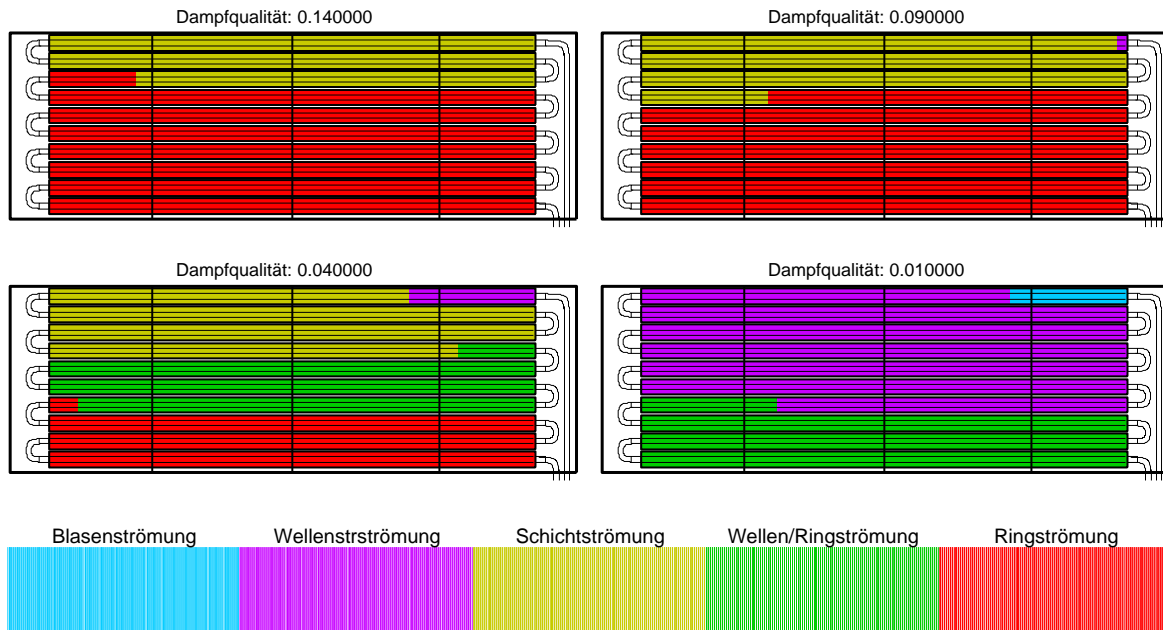 Dampfqualität: 0.140000
Dampfqualität: 0.090000
Dampfqualität: 0.040000
Dampfqualität: 0.010000
Blasenströmung
Wellenstrströmung
Schichtströmung
Wellen/Ringströmung
Ringströmung